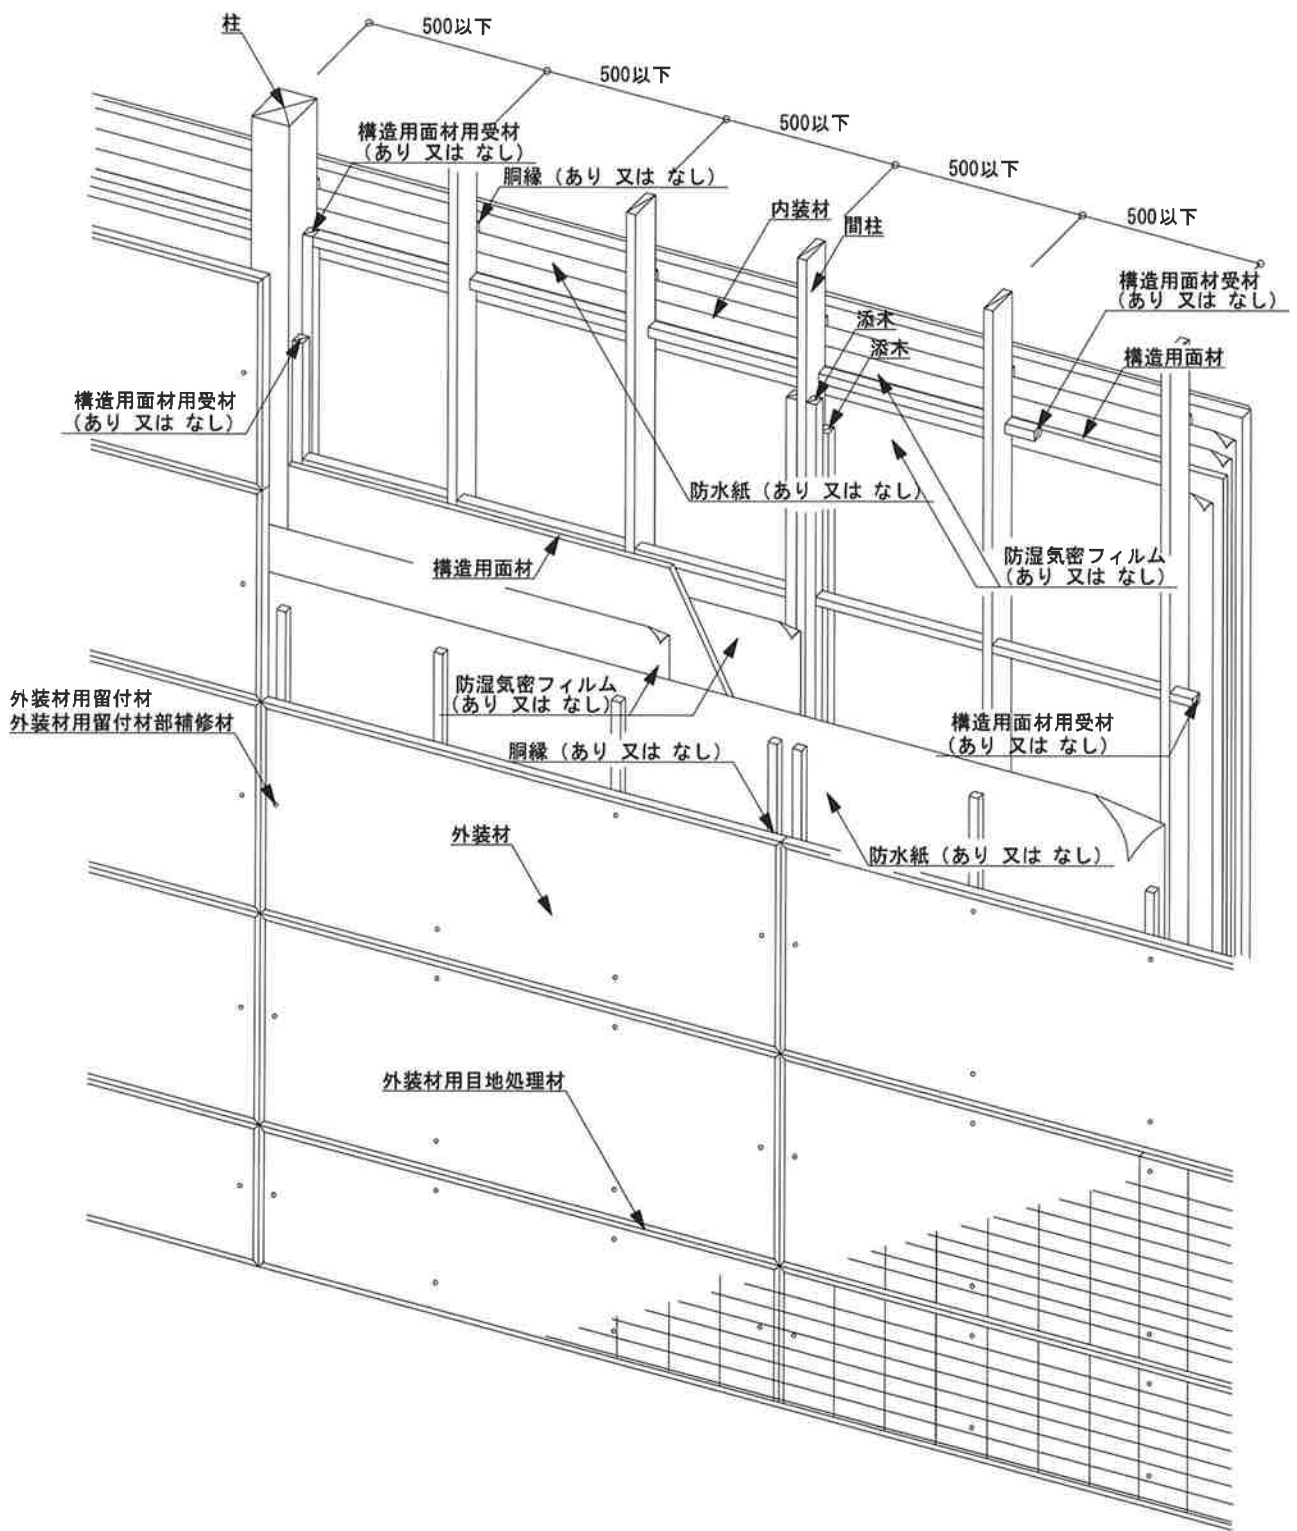 柱
500以下
500以下
500以下
500以下
500以下
構造用面材用受材
(あり 又は なし)
胴縁 (あり 又は なし)
内装材
間柱
構造用面材受材
(あり 又は なし)
添木
添木
構造用面材
構造用面材用受材
(あり 又は なし)
防水紙 (あり 又は なし)
構造用面材
防湿気密フィルム
(あり 又は なし)
外装材用留付材
外装材用留付材部補修材
防湿気密フィルム
(あり 又は なし)
構造用面材用受材
(あり 又は なし)
胴縁 (あり 又は なし)
外装材
防水紙 (あり 又は なし)
外装材用目地処理材